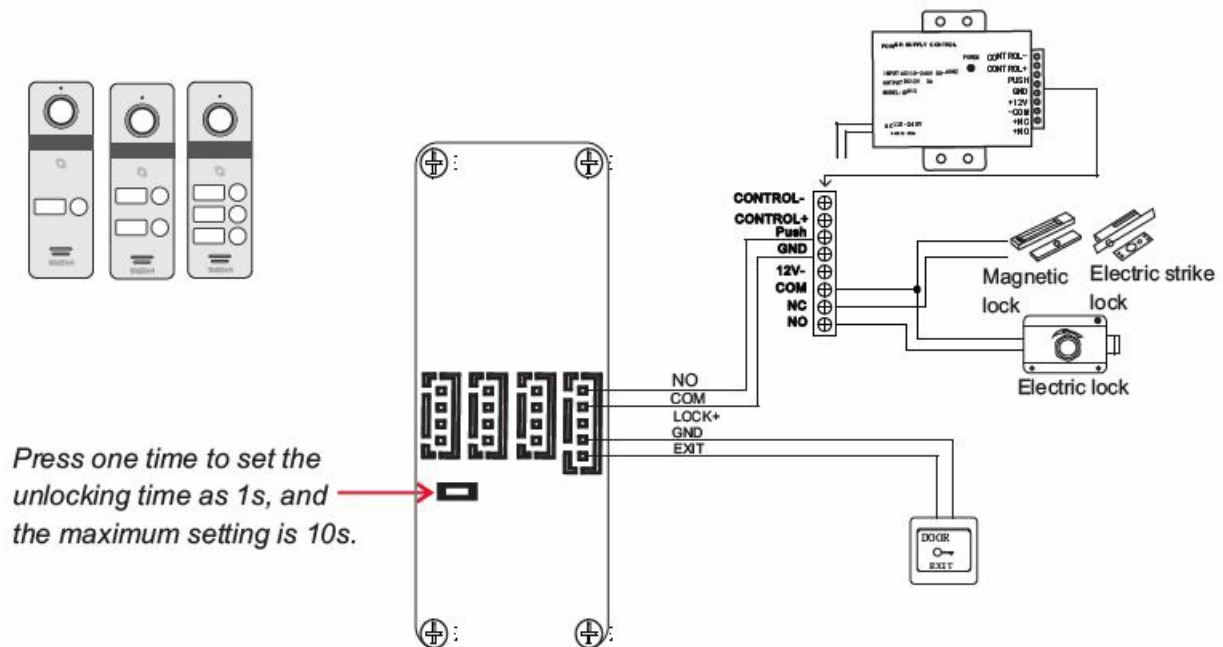 POWER SUPPLY CONTROL
POWER
CONTROL-
CONTROL+
PUSH
GND
+12V
-COM
+NC
+NO
AC110-240V
CONTROL-
CONTROL+
Push
GND
12V-
COM
NC
NO
Magnetic
lock
Electric strike
lock
Electric lock
NO
COM
LOCK+
GND
EXIT
Press one time to set the
unlocking time as 1s, and
the maximum setting is 10s.
DOOR
EXIT